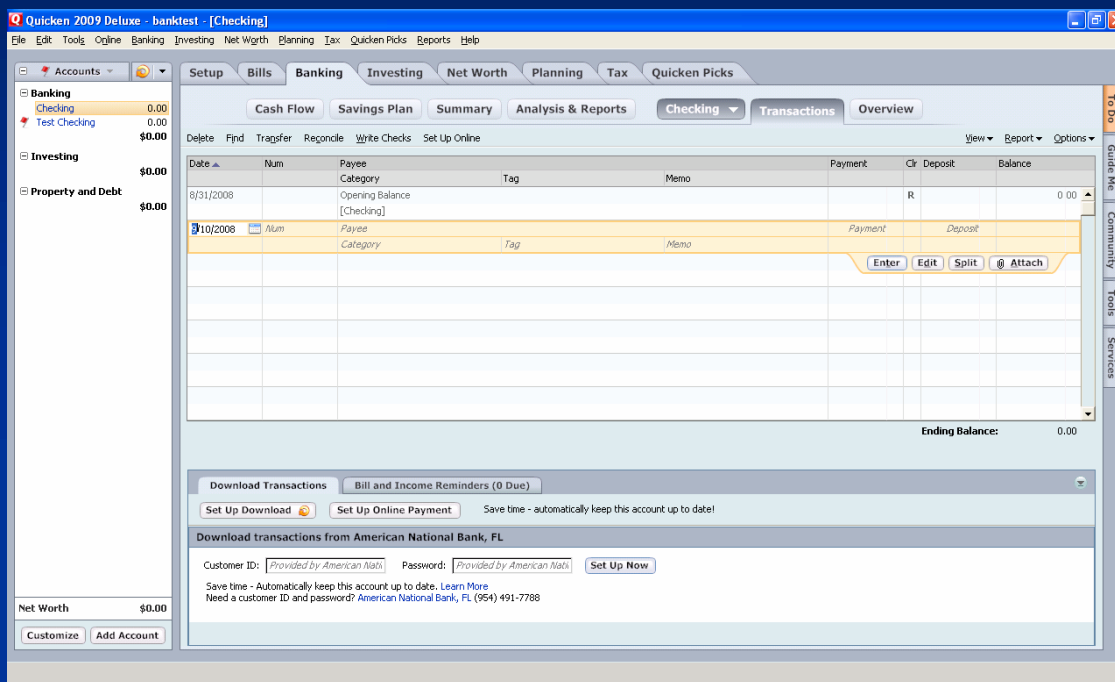 Quicken 2009 Deluxe - banktest - [Checking]
File Edit Tools Online Banking Investing Net Worth Planning Tax Quicken Picks Reports Help
Accounts
Setup Bills Banking Investing Net Worth Planning Tax Quicken Picks
Banking
Checking 0.00
Test Checking 0.00
$0.00
Investing
$0.00
Property and Debt
$0.00
Cash Flow Savings Plan Summary Analysis & Reports Checking Transactions Overview
Delete Find Transfer Reconcile Write Checks Set Up Online View Report Options
Date Num Payee Payment Clr Deposit Balance
Category Tag Memo
8/31/2008 Opening Balance R 0 00
[Checking]
9/10/2008 Num Payee Payment Deposit
Category Tag Memo
Enter Edit Split Attach
Ending Balance: 0.00
Download Transactions Bill and Income Reminders (0 Due)
Set Up Download Set Up Online Payment Save time - automatically keep this account up to date!
Download transactions from American National Bank, FL
Customer ID: Provided by American Nati Password: Provided by American Nati Set Up Now
Save time - Automatically keep this account up to date. Learn More
Need a customer ID and password? American National Bank, FL (954) 491-7788
Net Worth $0.00
Customize Add Account
To Do
Guide Me
Community
Tools
Services